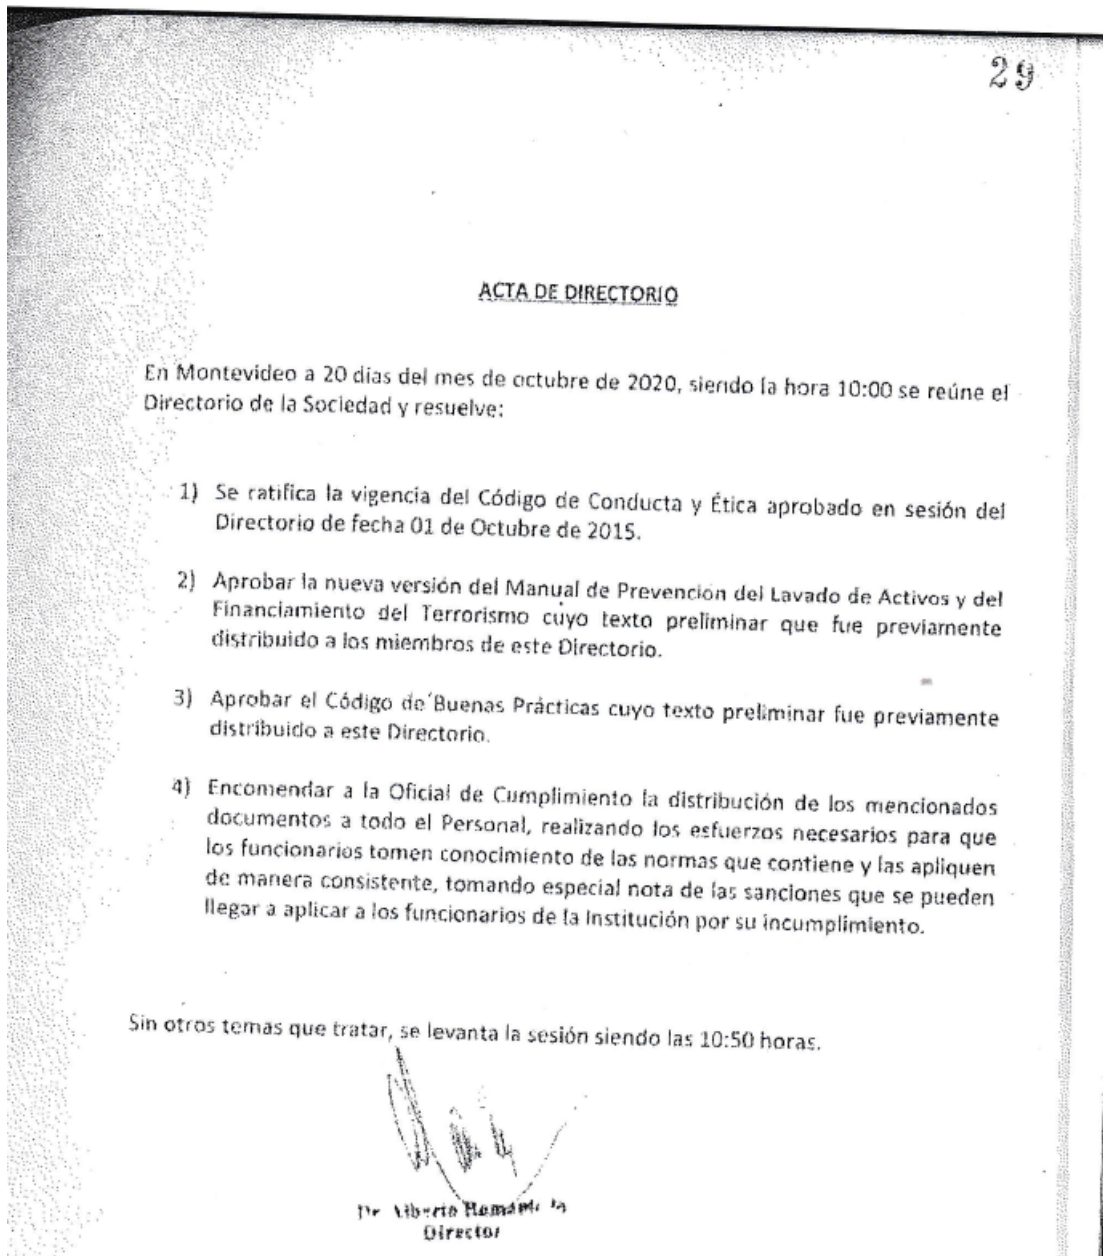 29
ACTA DE DIRECTORIO
En Montevideo a 20 días del mes de octubre de 2020, siendo la hora 10:00 se reúne el
Directorio de la Sociedad y resuelve:
1) Se ratifica la vigencia del Código de Conducta y Ética aprobado en sesión del
Directorio de fecha 01 de Octubre de 2015.
2) Aprobar la nueva versión del Manual de Prevención del Lavado de Activos y del
Financiamiento del Terrorismo cuyo texto preliminar que fue previamente
distribuido a los miembros de este Directorio.
3) Aprobar el Código de Buenas Prácticas cuyo texto preliminar fue previamente
distribuido a este Directorio.
4) Encomendar a la Oficial de Cumplimiento la distribución de los mencionados
documentos a todo el Personal, realizando los esfuerzos necesarios para que
los funcionarios tomen conocimiento de las normas que contiene y las apliquen
de manera consistente, tomando especial nota de las sanciones que se pueden
llegar a aplicar a los funcionarios de la Institución por su incumplimiento.
Sin otros temas que tratar, se levanta la sesión siendo las 10:50 horas.
Dr
Director